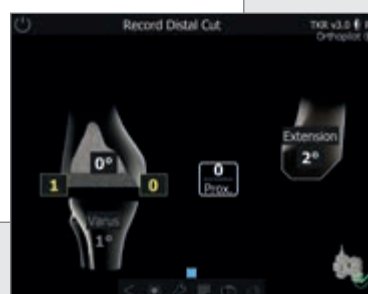 Record Distal Cut
TKR v3.0
Orthopilot
0°
1
0
0
Prox.
Extension
2°
Varus
1°